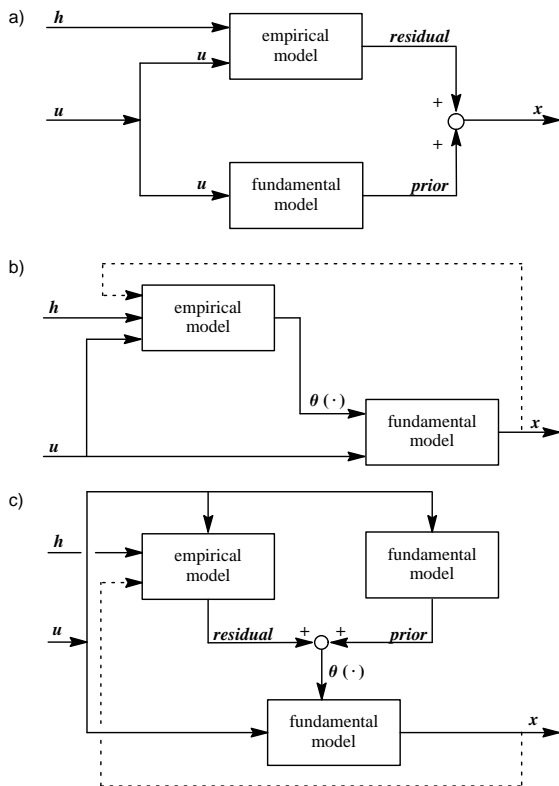 a)
h
empirical
model
residual
u
u
+
x
+
u
fundamental
model
prior
b)
h
empirical
model
θ ( · )
fundamental
model
x
u
c)
h
empirical
model
fundamental
model
u
residual
+
+
prior
θ ( · )
fundamental
model
x